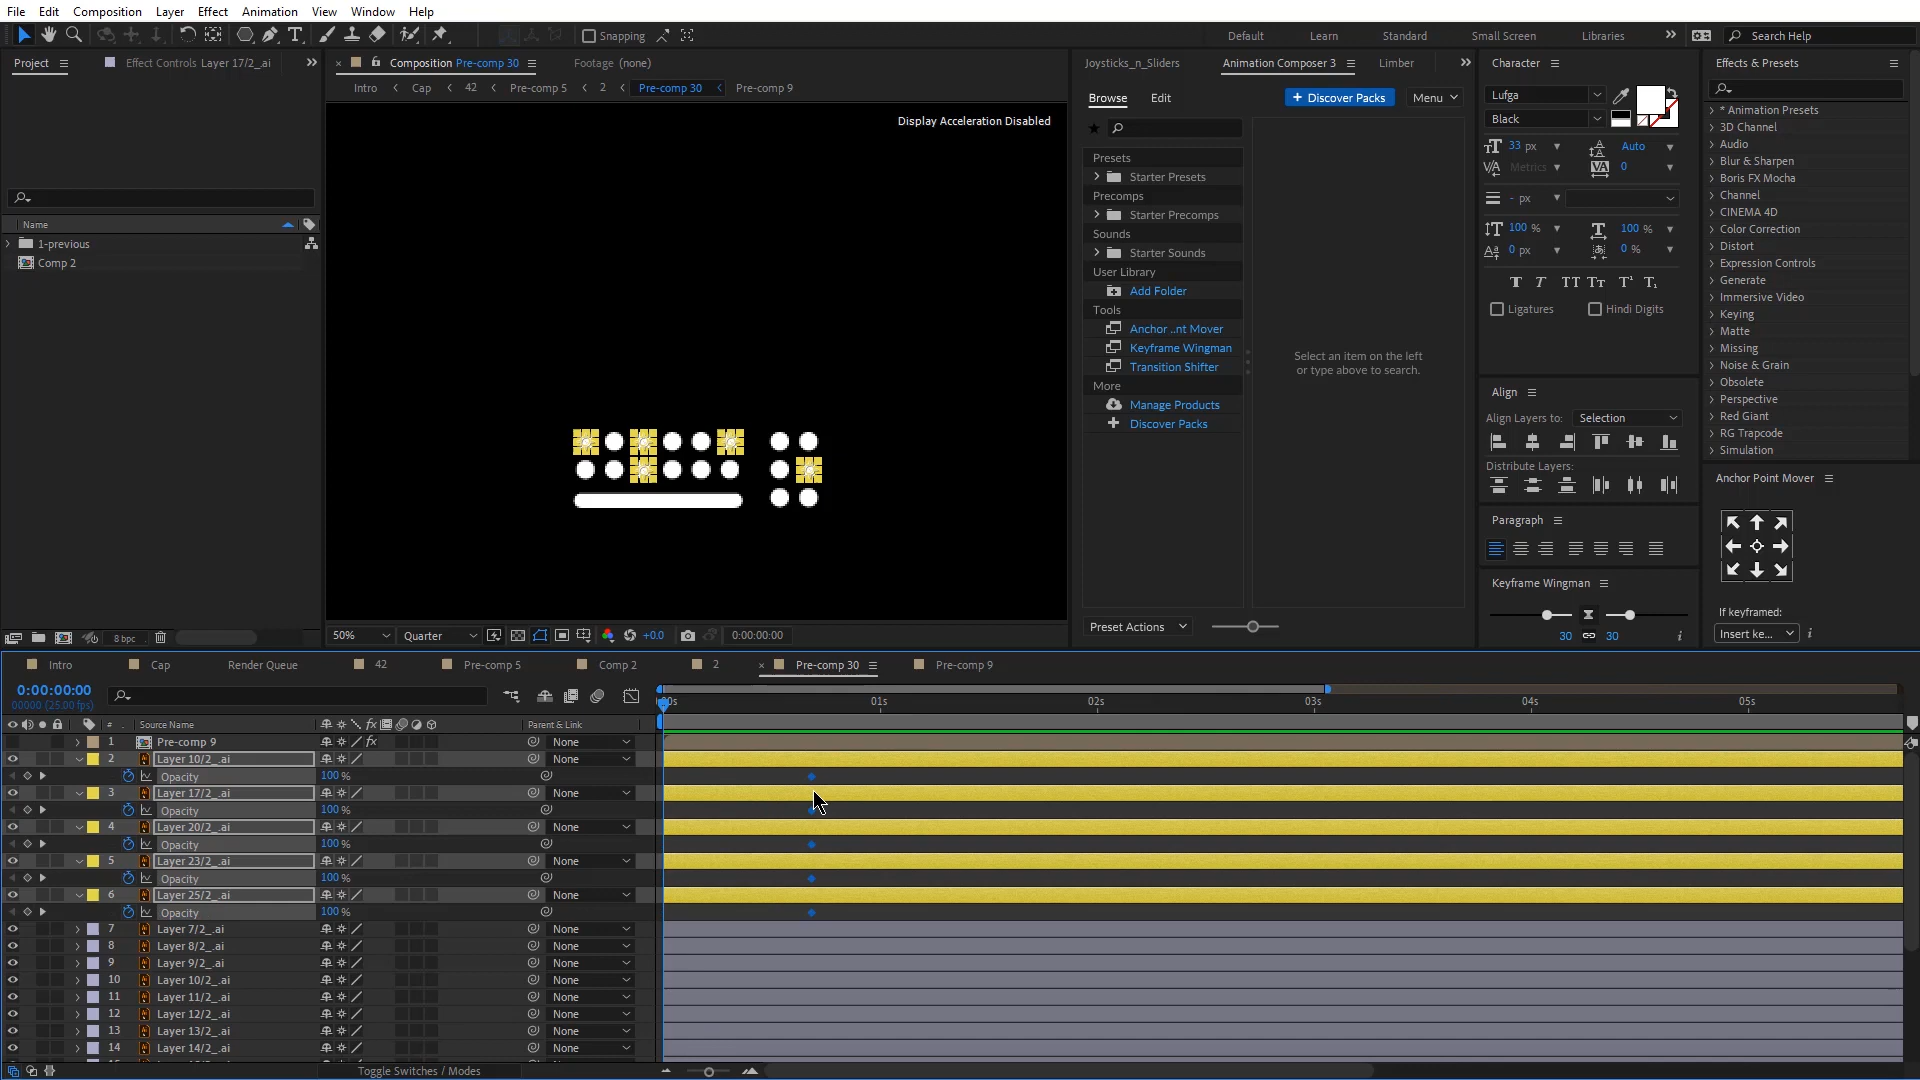 File Edit Composition Layer Effect Animation View Window Help
Snapping Default Learn Standard Small Screen Libraries Search Help
Project Effect Controls Layer 17/2_.ai
Composition Pre-comp 30 Footage (none)
Intro Cap 42 Pre-comp 5 2 Pre-comp 30 Pre-comp 9
Display Acceleration Disabled
Name
1-previous
Comp 2
8 bpc
50% Quarter +0.0 0:00:00:00
Joysticks_n_Sliders Animation Composer 3 Limber
Browse Edit + Discover Packs Menu
Presets
Starter Presets
Precomps
Starter Precomps
Sounds
Starter Sounds
User Library
Add Folder
Tools
Anchor ..nt Mover
Keyframe Wingman
Transition Shifter
More
Manage Products
Discover Packs
Select an item on the left
or type above to search.
Preset Actions
Character
Lufga
Black
33 px Auto
Metrics 0
- px
100 % 100 %
0 px 0 %
Ligatures Hindi Digits
Align
Align Layers to: Selection
Distribute Layers:
Paragraph
Keyframe Wingman
30 30
Effects & Presets
* Animation Presets
3D Channel
Audio
Blur & Sharpen
Boris FX Mocha
Channel
CINEMA 4D
Color Correction
Distort
Expression Controls
Generate
Immersive Video
Keying
Matte
Missing
Noise & Grain
Obsolete
Perspective
Red Giant
RG Trapcode
Simulation
Anchor Point Mover
If keyframed:
Insert ke...
Intro Cap Render Queue 42 Pre-comp 5 Comp 2 2 Pre-comp 30 Pre-comp 9
0:00:00:00
00000 (25.00 fps)
00s 01s 02s 03s 04s 05s
# Source Name Parent & Link
1 Pre-comp 9 None
2 Layer 10/2_.ai None
Opacity 100 %
3 Layer 17/2_.ai None
Opacity 100 %
4 Layer 20/2_.ai None
Opacity 100 %
5 Layer 23/2_.ai None
Opacity 100 %
6 Layer 25/2_.ai None
Opacity 100 %
7 Layer 7/2_.ai None
8 Layer 8/2_.ai None
9 Layer 9/2_.ai None
10 Layer 10/2_.ai None
11 Layer 11/2_.ai None
12 Layer 12/2_.ai None
13 Layer 13/2_.ai None
14 Layer 14/2_.ai None
Toggle Switches / Modes